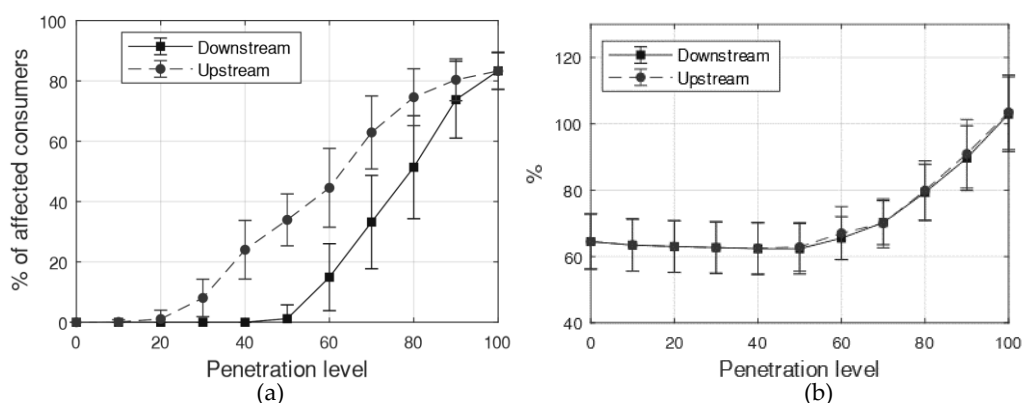 100
80
60
40
20
0
% of affected consumers
Downstream
Upstream
0 20 40 60 80 100
Penetration level
(a)
120
100
80
60
40
%
Downstream
Upstream
0 20 40 60 80 100
Penetration level
(b)